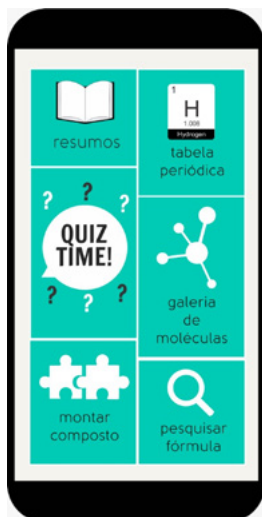 resumos
1
H
1.008
Hydrogen
tabela
periódica
? ? ?
QUIZ
TIME!
? ? ?
galeria
de
moléculas
montar
composto
pesquisar
fórmula